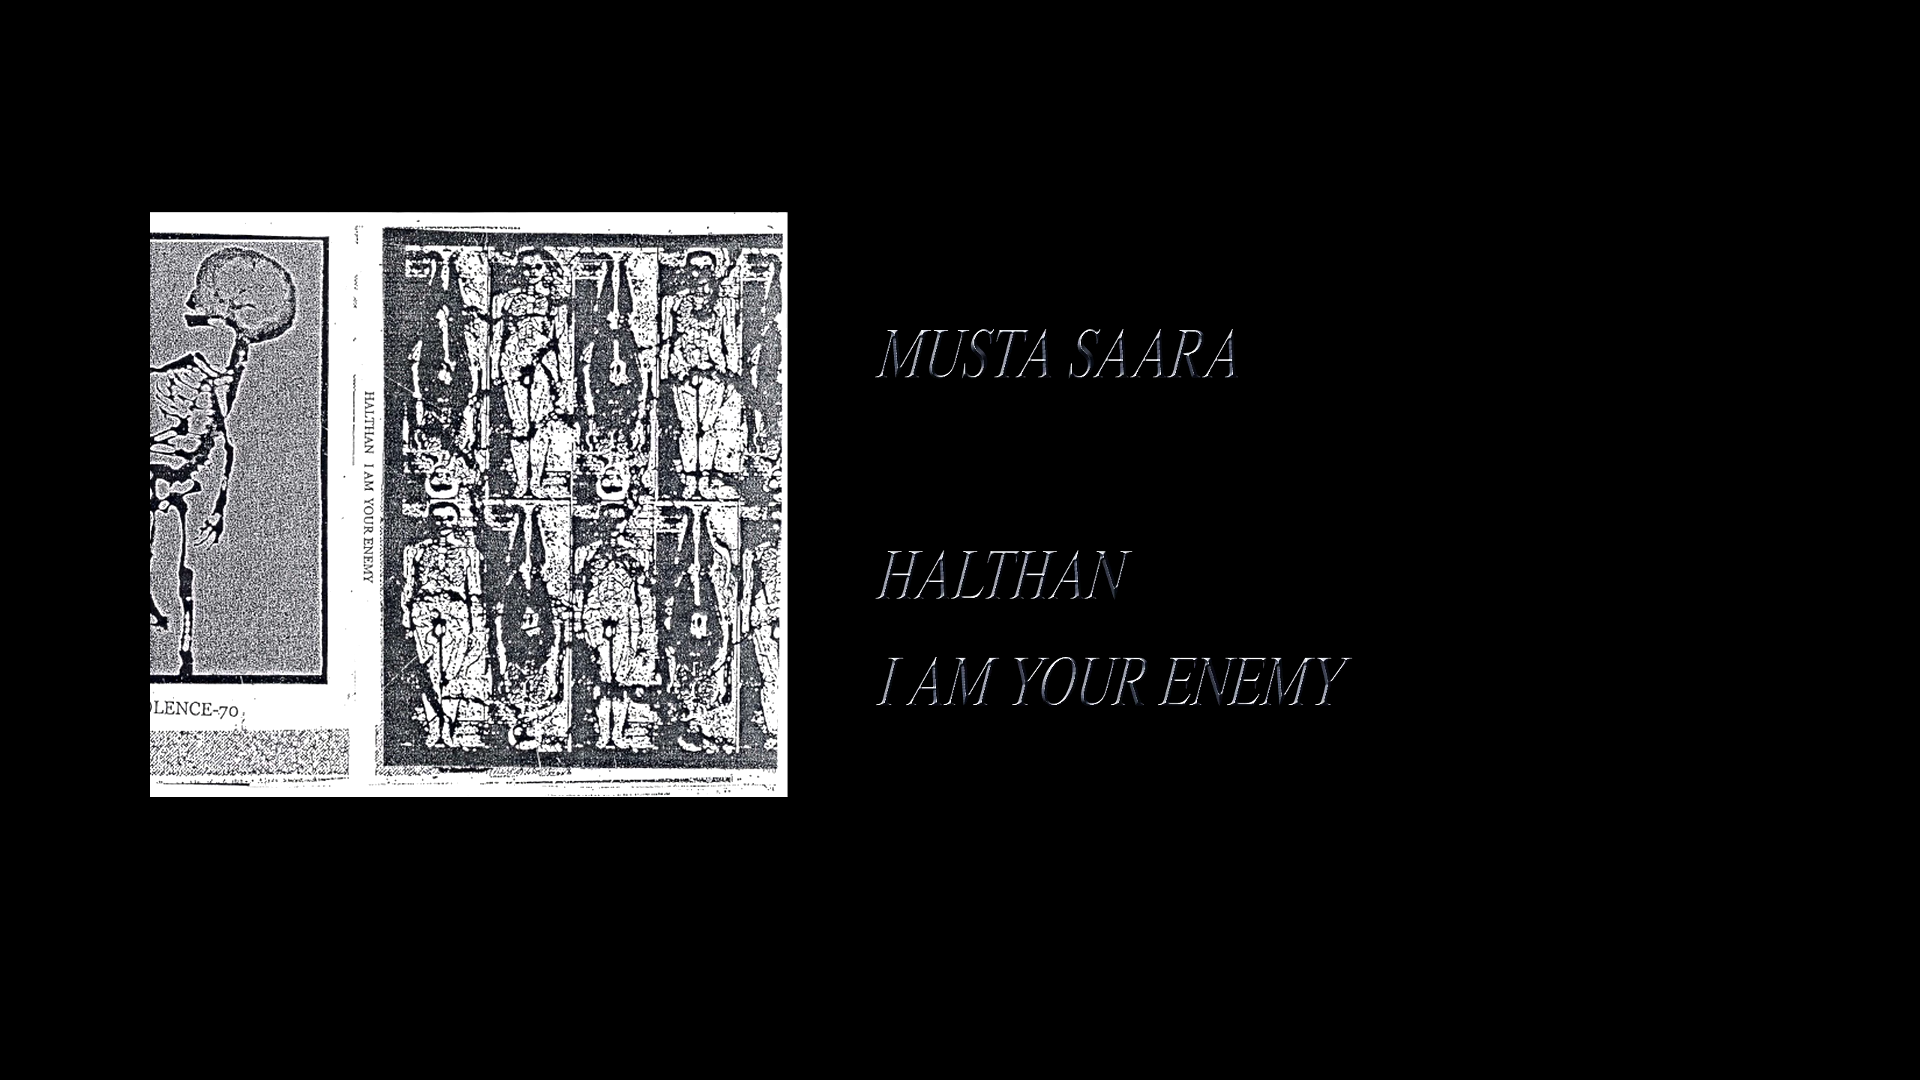 HALTHAN I AM YOUR ENEMY
LENCE-70
MUSTA SAARA
HALTHAN
I AM YOUR ENEMY